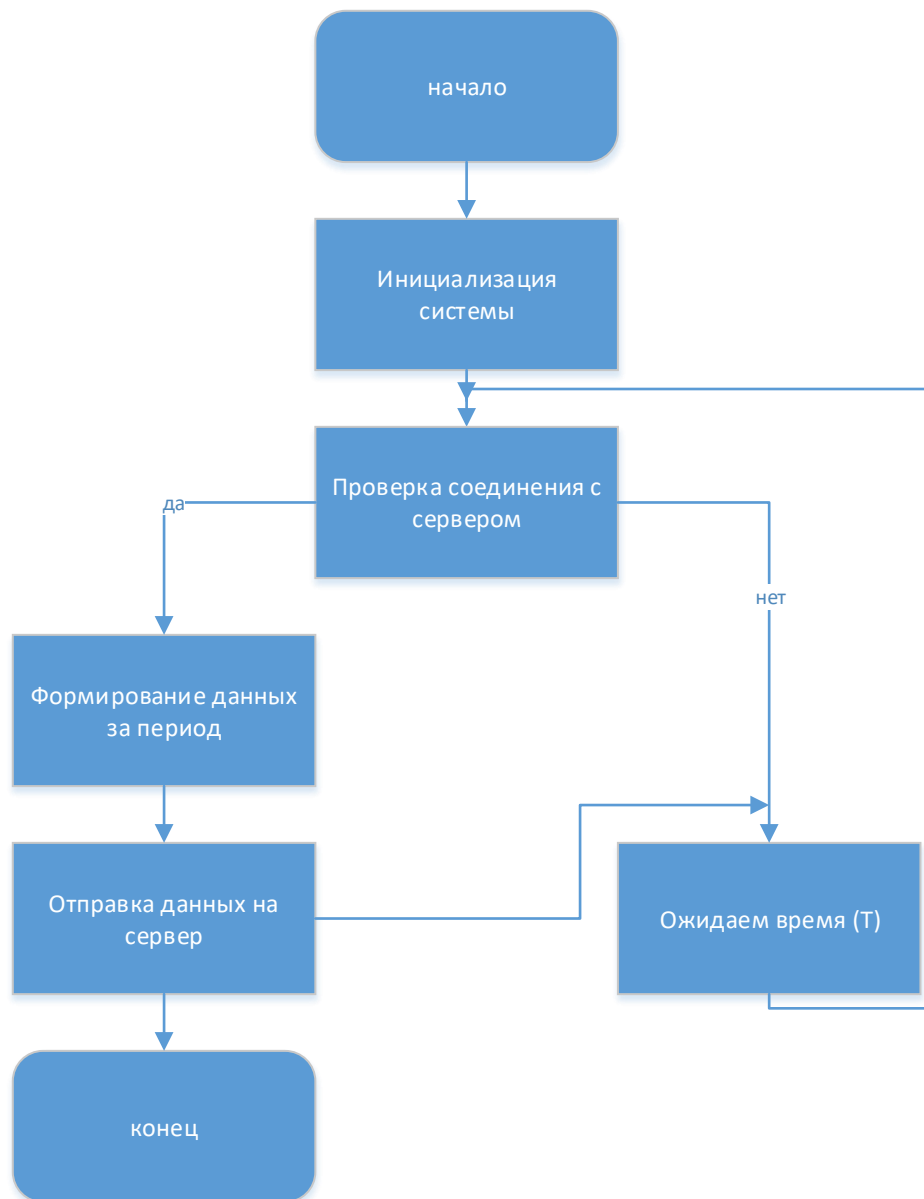 начало
Инициализация
системы
Проверка соединения с
сервером
да
нет
Формирование данных
за период
Отправка данных на
сервер
Ожидаем время (Т)
конец